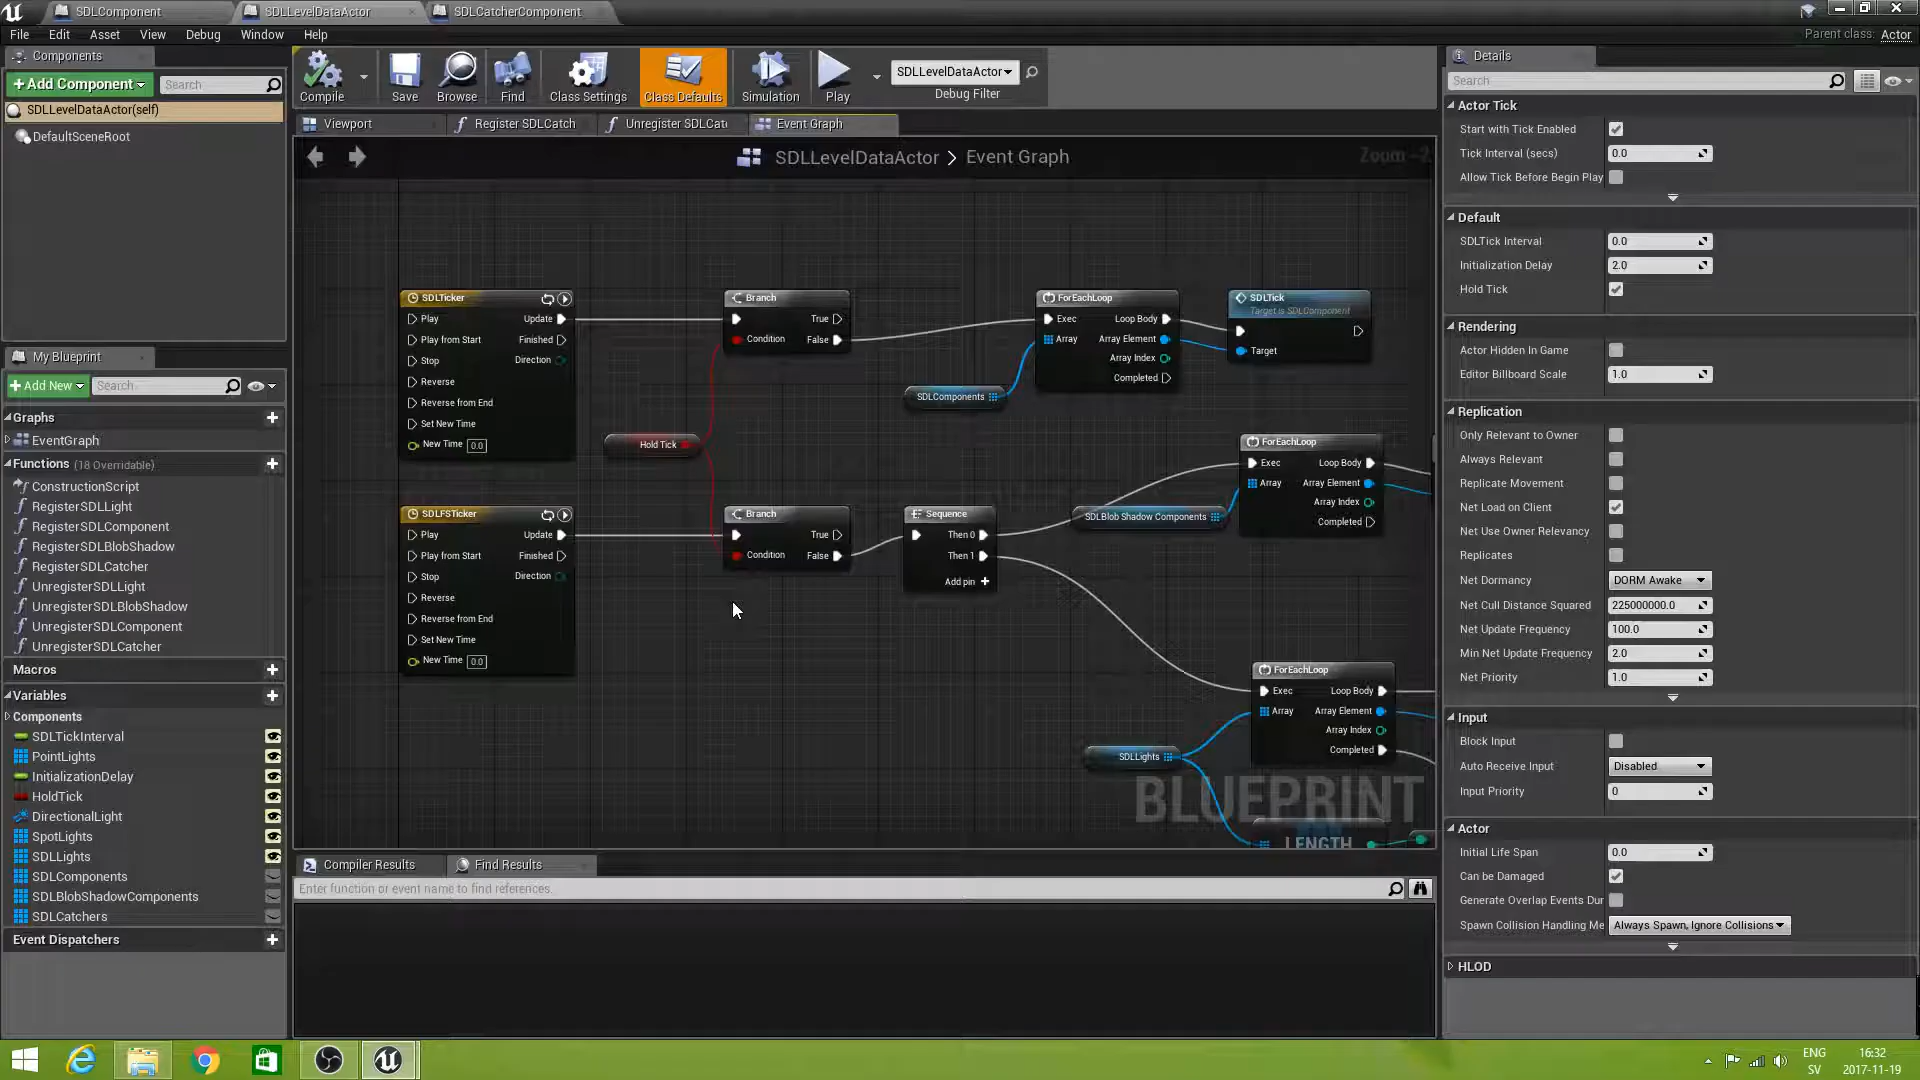 SDLComponent
SDLLevelDataActor
SDLCatcherComponent
File Edit Asset View Debug Window Help
Parent class: Actor
Components
+Add Component
Search
SDLLevelDataActor(self)
DefaultSceneRoot
Compile
Save
Browse
Find
Class Settings
Class Defaults
Simulation
Play
SDLLevelDataActor
Debug Filter
Viewport
Register SDLCatch
Unregister SDLCatc
Event Graph
SDLLevelDataActor > Event Graph
Zoom -2
SDLTicker
Play Update
Play from Start Finished
Stop Direction
Reverse
Reverse from End
Set New Time
New Time 0.0
Branch
True
Condition False
ForEachLoop
Exec Loop Body
Array Array Element
Array Index
Completed
SDLTick
Target is SDLComponent
Target
SDLComponents
Hold Tick
SDLFSTicker
Play Update
Play from Start Finished
Stop Direction
Reverse
Reverse from End
Set New Time
New Time 0.0
Branch
True
Condition False
Sequence
Then 0
Then 1
Add pin +
SDLBlob Shadow Components
ForEachLoop
Exec Loop Body
Array Array Element
Array Index
Completed
ForEachLoop
Exec Loop Body
Array Array Element
Array Index
Completed
SDLLights
LENGTH
BLUEPRINT
My Blueprint
+Add New
Search
Graphs
EventGraph
Functions (18 Overridable)
ConstructionScript
RegisterSDLLight
RegisterSDLComponent
RegisterSDLBlobShadow
RegisterSDLCatcher
UnregisterSDLLight
UnregisterSDLBlobShadow
UnregisterSDLComponent
UnregisterSDLCatcher
Macros
Variables
Components
SDLTickInterval
PointLights
InitializationDelay
HoldTick
DirectionalLight
SpotLights
SDLLights
SDLComponents
SDLBlobShadowComponents
SDLCatchers
Event Dispatchers
Compiler Results
Find Results
Enter function or event name to find references.
Details
Search
Actor Tick
Start with Tick Enabled
Tick Interval (secs) 0.0
Allow Tick Before Begin Play
Default
SDLTick Interval 0.0
Initialization Delay 2.0
Hold Tick
Rendering
Actor Hidden In Game
Editor Billboard Scale 1.0
Replication
Only Relevant to Owner
Always Relevant
Replicate Movement
Net Load on Client
Net Use Owner Relevancy
Replicates
Net Dormancy DORM Awake
Net Cull Distance Squared 225000000.0
Net Update Frequency 100.0
Min Net Update Frequency 2.0
Net Priority 1.0
Input
Block Input
Auto Receive Input Disabled
Input Priority 0
Actor
Initial Life Span 0.0
Can be Damaged
Generate Overlap Events Dur
Spawn Collision Handling Me Always Spawn, Ignore Collisions
HLOD
ENG 16:32
SV 2017-11-19